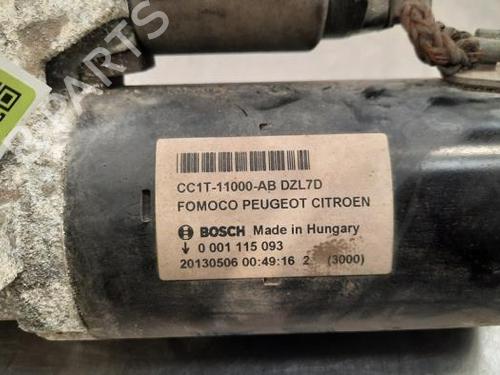 CC1T-11000-AB DZL7D
FOMOCO PEUGEOT CITROEN
BOSCH Made in Hungary
↓ 0 001 115 093
20130506 00:49:16 2 (3000)